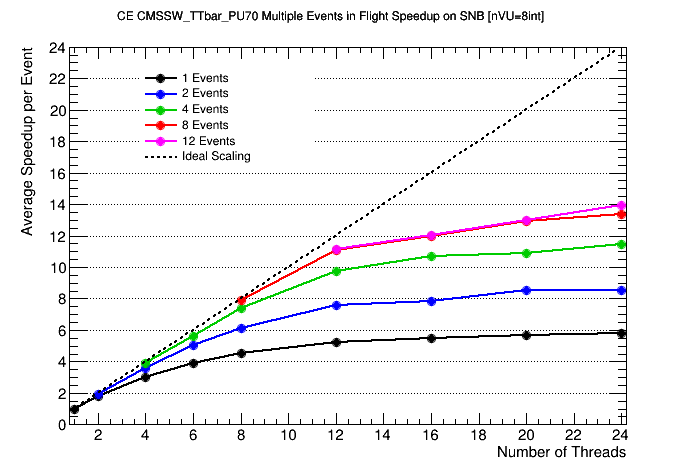 CE CMSSW_TTbar_PU70 Multiple Events in Flight Speedup on SNB [nVU=8int]
Average Speedup per Event
24
22
20
18
16
14
12
10
8
6
4
2
0
1 Events
2 Events
4 Events
8 Events
12 Events
Ideal Scaling
2 4 6 8 10 12 14 16 18 20 22 24
Number of Threads